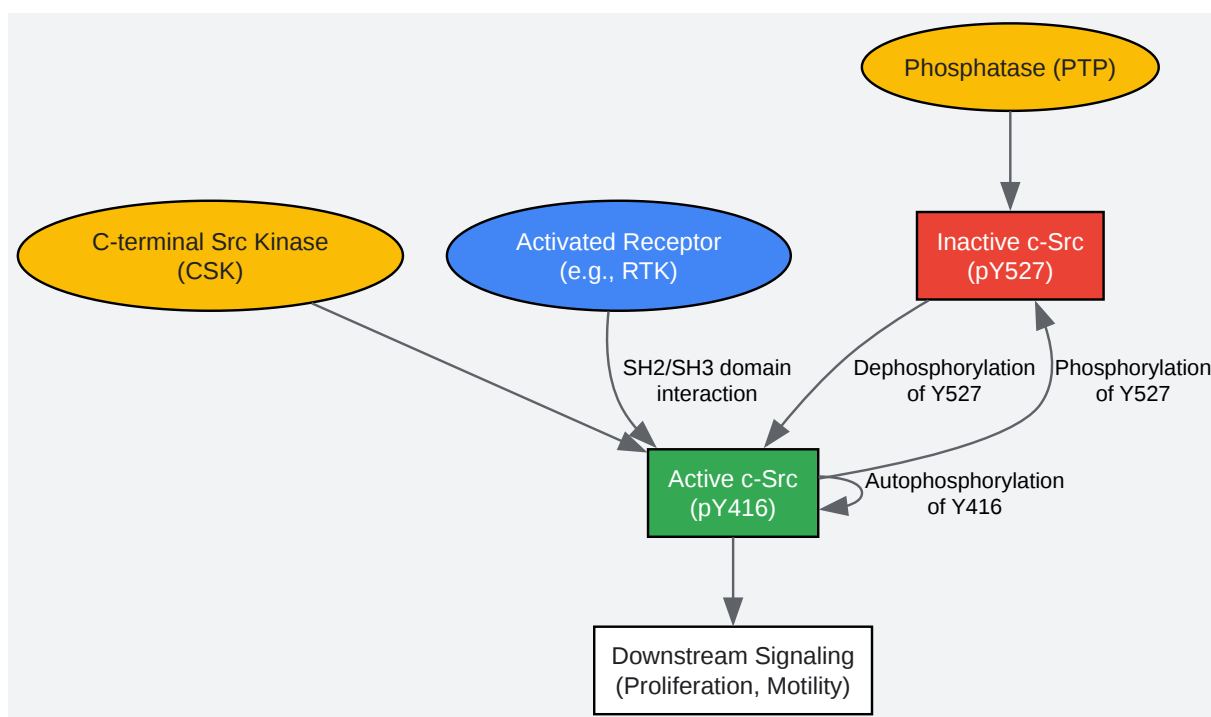 Phosphatase (PTP)
C-terminal Src Kinase
(CSK)
Activated Receptor
(e.g., RTK)
Inactive c-Src
(pY527)
SH2/SH3 domain
interaction
Dephosphorylation
of Y527
Phosphorylation
of Y527
Active c-Src
(pY416)
Autophosphorylation
of Y416
Downstream Signaling
(Proliferation, Motility)